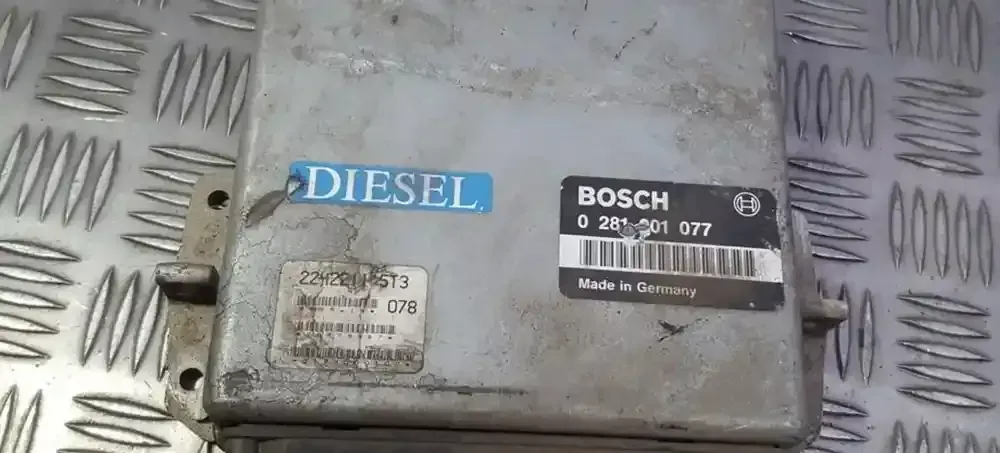 DIESEL
BOSCH
0 281 001 077
Made in Germany
078